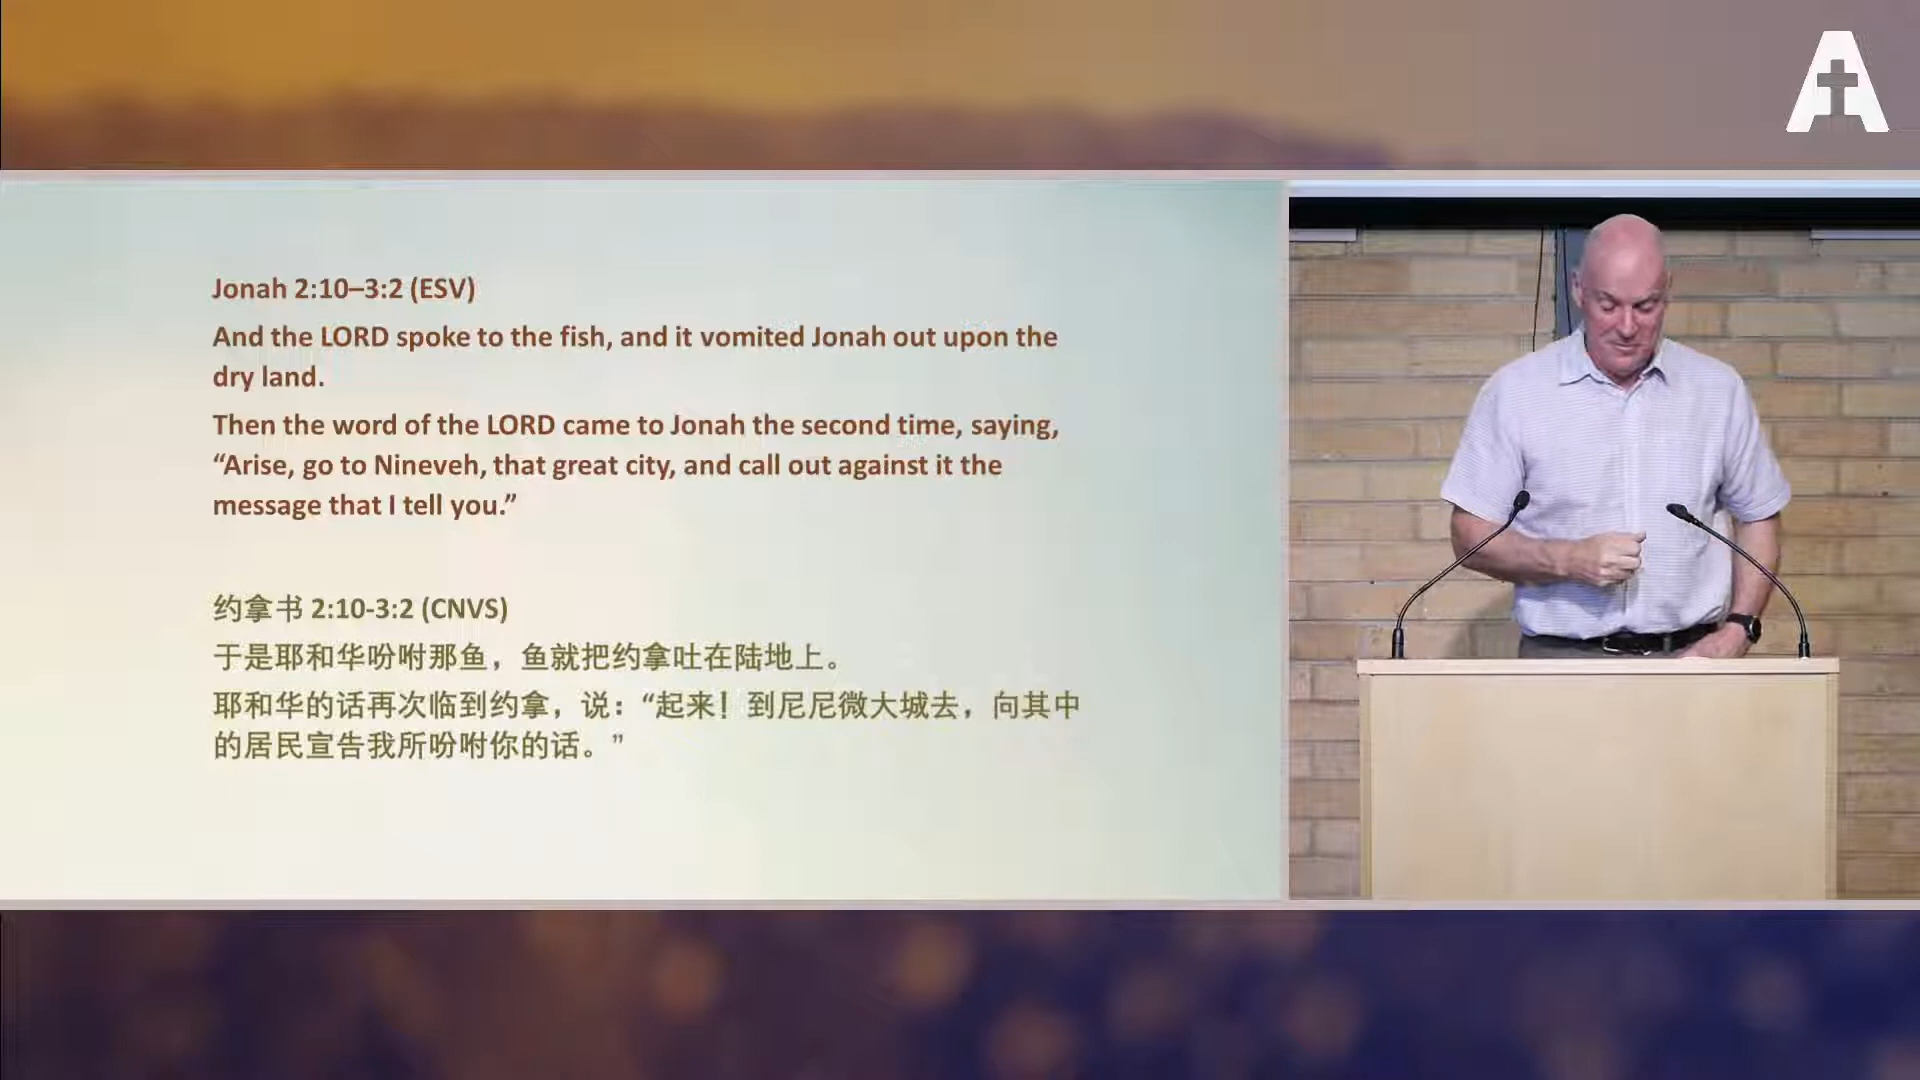 Jonah 2:10–3:2 (ESV)
And the LORD spoke to the fish, and it vomited Jonah out upon the
dry land.
Then the word of the LORD came to Jonah the second time, saying,
“Arise, go to Nineveh, that great city, and call out against it the
message that I tell you.”
约拿书 2:10-3:2 (CNVS)
于是耶和华吩咐那鱼，鱼就把约拿吐在陆地上。
耶和华的话再次临到约拿，说：“起来！到尼尼微大城去，向其中
的居民宣告我所吩咐你的话。”
A